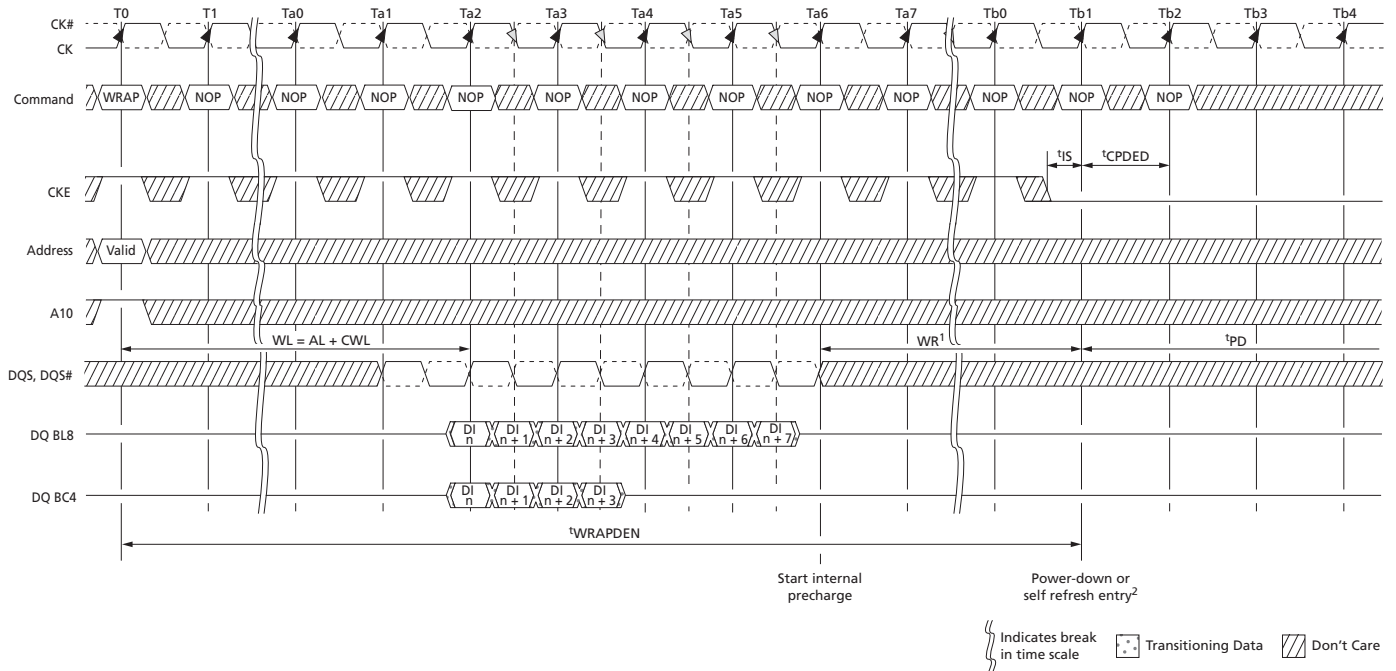 T0 T1 Ta0 Ta1 Ta2 Ta3 Ta4 Ta5 Ta6 Ta7 Tb0 Tb1 Tb2 Tb3 Tb4
CK#
CK
Command WRAP NOP NOP NOP NOP NOP NOP NOP NOP NOP NOP NOP NOP
tIS tCPDED
CKE
Address Valid
A10
WL = AL + CWL WR1 tPD
DQS, DQS#
DQ BL8 DI n DI n + 1 DI n + 2 DI n + 3 DI n + 4 DI n + 5 DI n + 6 DI n + 7
DQ BC4 DI n DI n + 1 DI n + 2 DI n + 3
tWRAPDEN
Start internal
precharge
Power-down or
self refresh entry2
Indicates break
in time scale
Transitioning Data
Don't Care